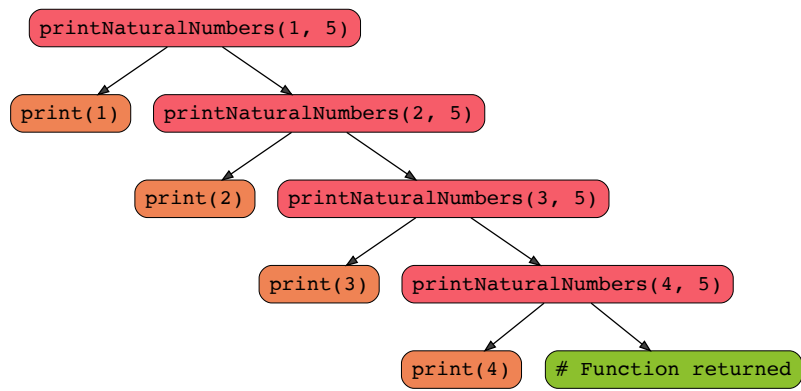 printNaturalNumbers(1, 5)
print(1)
printNaturalNumbers(2, 5)
print(2)
printNaturalNumbers(3, 5)
print(3)
printNaturalNumbers(4, 5)
print(4)
# Function returned